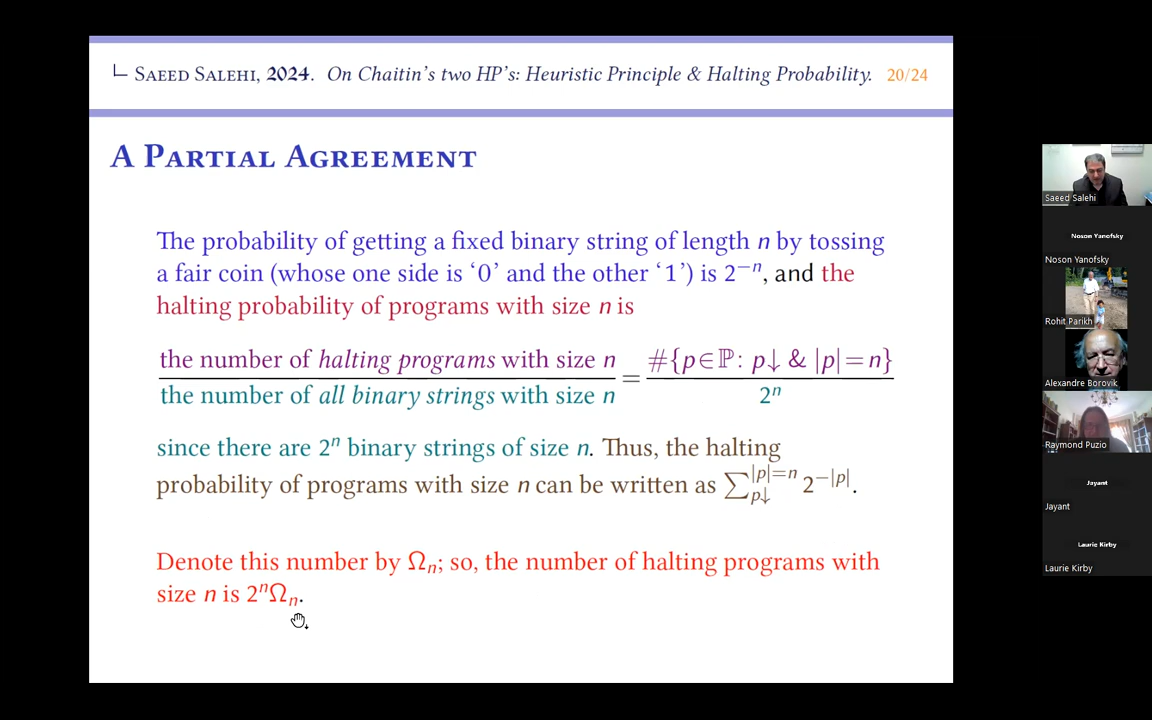 SAEED SALEHI, 2024. On Chaitin's two HP's: Heuristic Principle & Halting Probability. 20/24
A PARTIAL AGREEMENT
The probability of getting a fixed binary string of length n by tossing
a fair coin (whose one side is ‘0’ and the other ‘1’) is 2⁻ⁿ, and the
halting probability of programs with size n is
the number of halting programs with size n
the number of all binary strings with size n
=
#{p∈ℙ: p↓ & |p|=n}
2ⁿ
since there are 2ⁿ binary strings of size n. Thus, the halting
probability of programs with size n can be written as ∑_{p↓}^{|p|=n} 2^{−|p|}.
Denote this number by Ωₙ; so, the number of halting programs with
size n is 2ⁿΩₙ.
Saeed Salehi
Noson Yanofsky
Noson Yanofsky
Rohit Parikh
Alexandre Borovik
Raymond Puzio
Jayant
Jayant
Laurie Kirby
Laurie Kirby